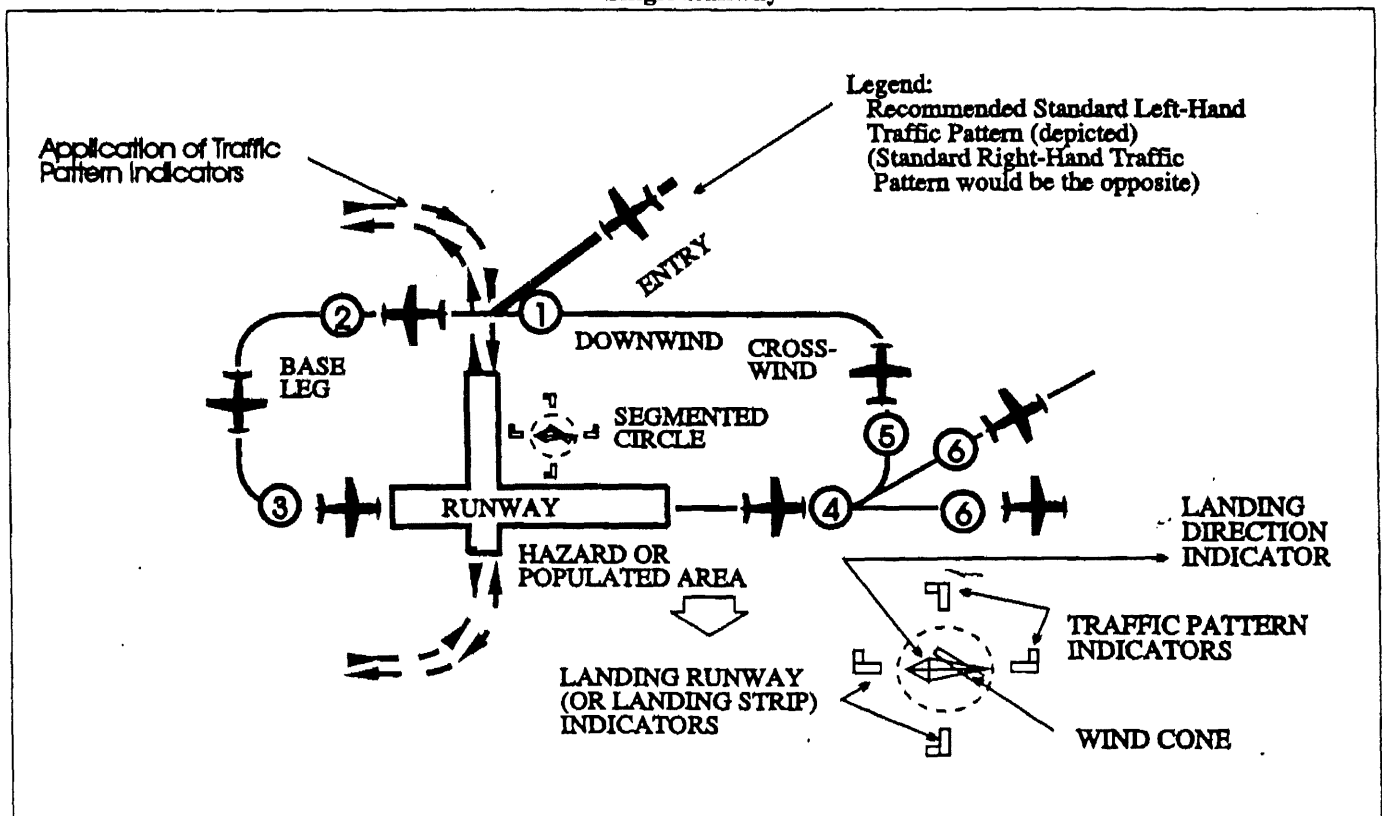 Application of Traffic
Pattern Indicators
Legend:
Recommended Standard Left-Hand
Traffic Pattern (depicted)
(Standard Right-Hand Traffic
Pattern would be the opposite)
ENTRY
1
2
DOWNWIND
CROSS-
WIND
BASE
LEG
SEGMENTED
CIRCLE
5
6
3
RUNWAY
4
6
LANDING
DIRECTION
INDICATOR
HAZARD OR
POPULATED AREA
TRAFFIC PATTERN
INDICATORS
LANDING RUNWAY
(OR LANDING STRIP)
INDICATORS
WIND CONE